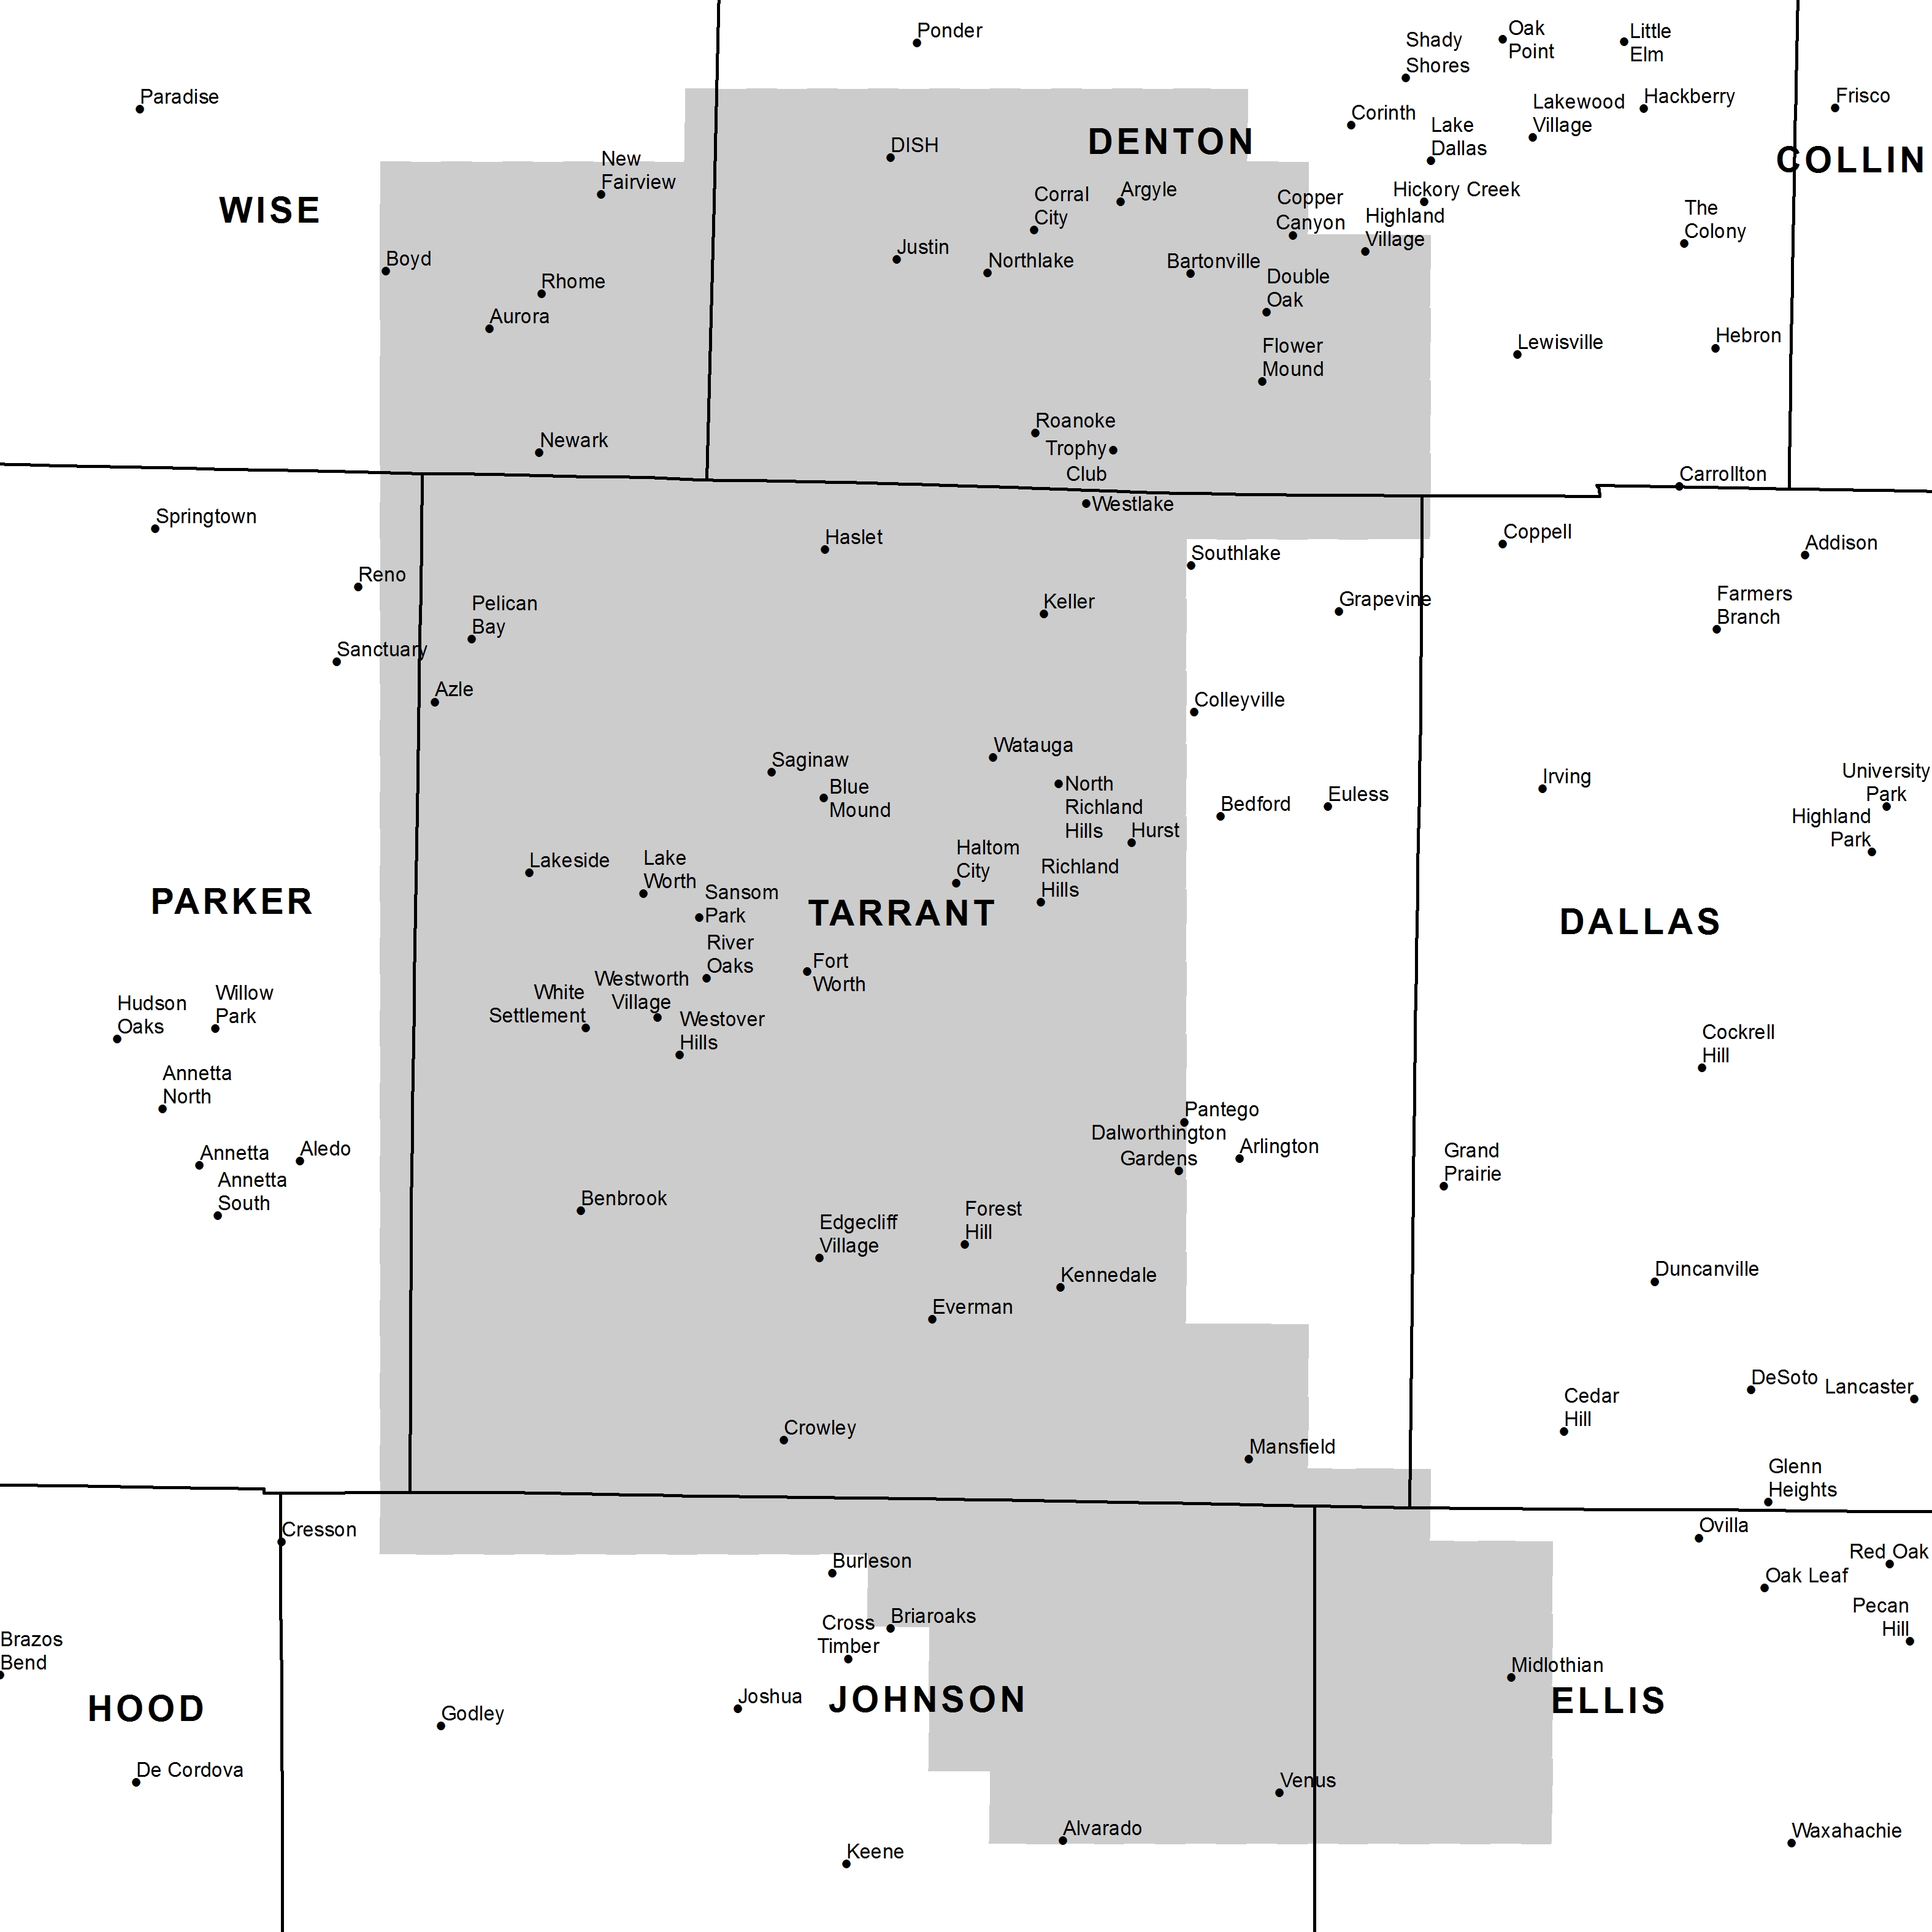 Ponder
Shady
Shores
Oak
Point
Little
Elm
Paradise
Corinth
Lake
Dallas
Lakewood
Village
Hackberry
Frisco
DENTON
COLLIN
DISH
New
Fairview
WISE
Corral
City
Argyle
Copper
Canyon
Hickory Creek
Highland
Village
The
Colony
Boyd
Justin
Northlake
Bartonville
Double
Oak
Rhome
Aurora
Flower
Mound
Lewisville
Hebron
Newark
Roanoke
Trophy
Club
Carrollton
Westlake
Springtown
Haslet
Southlake
Coppell
Addison
Reno
Pelican
Bay
Keller
Grapevine
Farmers
Branch
Sanctuary
Azle
Colleyville
Saginaw
Watauga
Blue
Mound
North
Richland
Hills
Hurst
Bedford
Euless
Irving
University
Park
Highland
Park
Lakeside
Lake
Worth
Haltom
City
Richland
Hills
Sansom
Park
PARKER
TARRANT
DALLAS
River
Oaks
Fort
Worth
Westworth
Village
White
Settlement
Westover
Hills
Hudson
Oaks
Willow
Park
Cockrell
Hill
Annetta
North
Pantego
Dalworthington
Gardens
Arlington
Annetta
Aledo
Annetta
South
Grand
Prairie
Benbrook
Edgecliff
Village
Forest
Hill
Kennedale
Duncanville
Everman
Crowley
Mansfield
Cedar
Hill
DeSoto
Lancaster
Glenn
Heights
Cresson
Ovilla
Burleson
Red Oak
Oak Leaf
Pecan
Hill
Briaroaks
Cross
Timber
Brazos
Bend
Midlothian
HOOD
Godley
Joshua
JOHNSON
ELLIS
De Cordova
Venus
Alvarado
Keene
Waxahachie